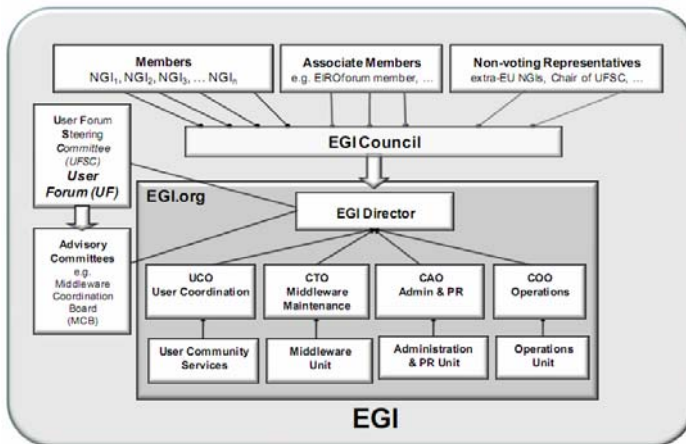 Members
NGI₁, NGI₂, NGI₃, ... NGIₙ
Associate Members
e.g. EIROforum member, ...
Non-voting Representatives
extra-EU NGIs, Chair of UFSC, ...
User Forum
Steering
Committee
(UFSC)
User
Forum (UF)
EGI Council
EGI.org
EGI Director
Advisory
Committees
e.g.
Middleware
Coordination
Board
(MCB)
UCO
User Coordination
CTO
Middleware
Maintenance
CAO
Admin & PR
COO
Operations
User Community
Services
Middleware
Unit
Administration
& PR Unit
Operations
Unit
EGI